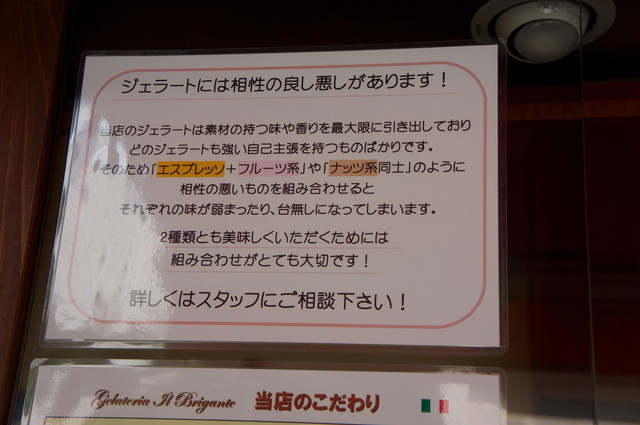 ジェラートには相性の良し悪しがあります！
当店のジェラートは素材の持つ味や香りを最大限に引き出しており
どのジェラートも強い自己主張を持つものばかりです。
そのため「エスプレッソ＋フルーツ系」や「ナッツ系同士」のように
相性の悪いものを組み合わせると
それぞれの味が弱まったり、台無しになってしまいます。
2種類とも美味しくいただくためには
組み合わせがとても大切です！
詳しくはスタッフにご相談下さい！
Gelateria Il Brigante 当店のこだわり